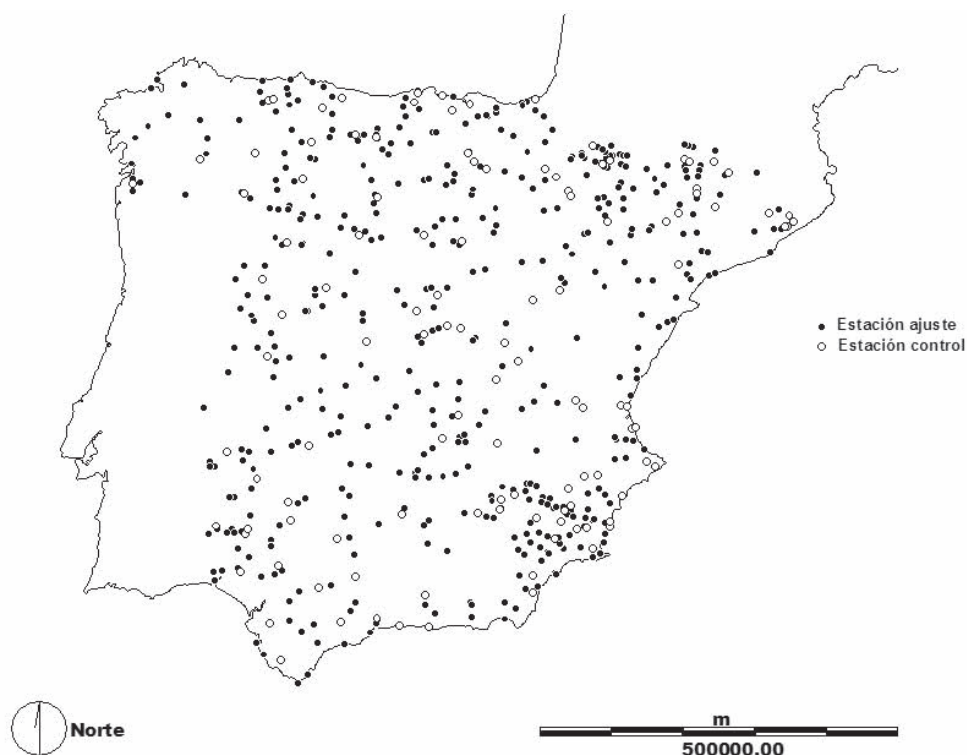 Estación ajuste
Estación control
Norte
m
500000.00